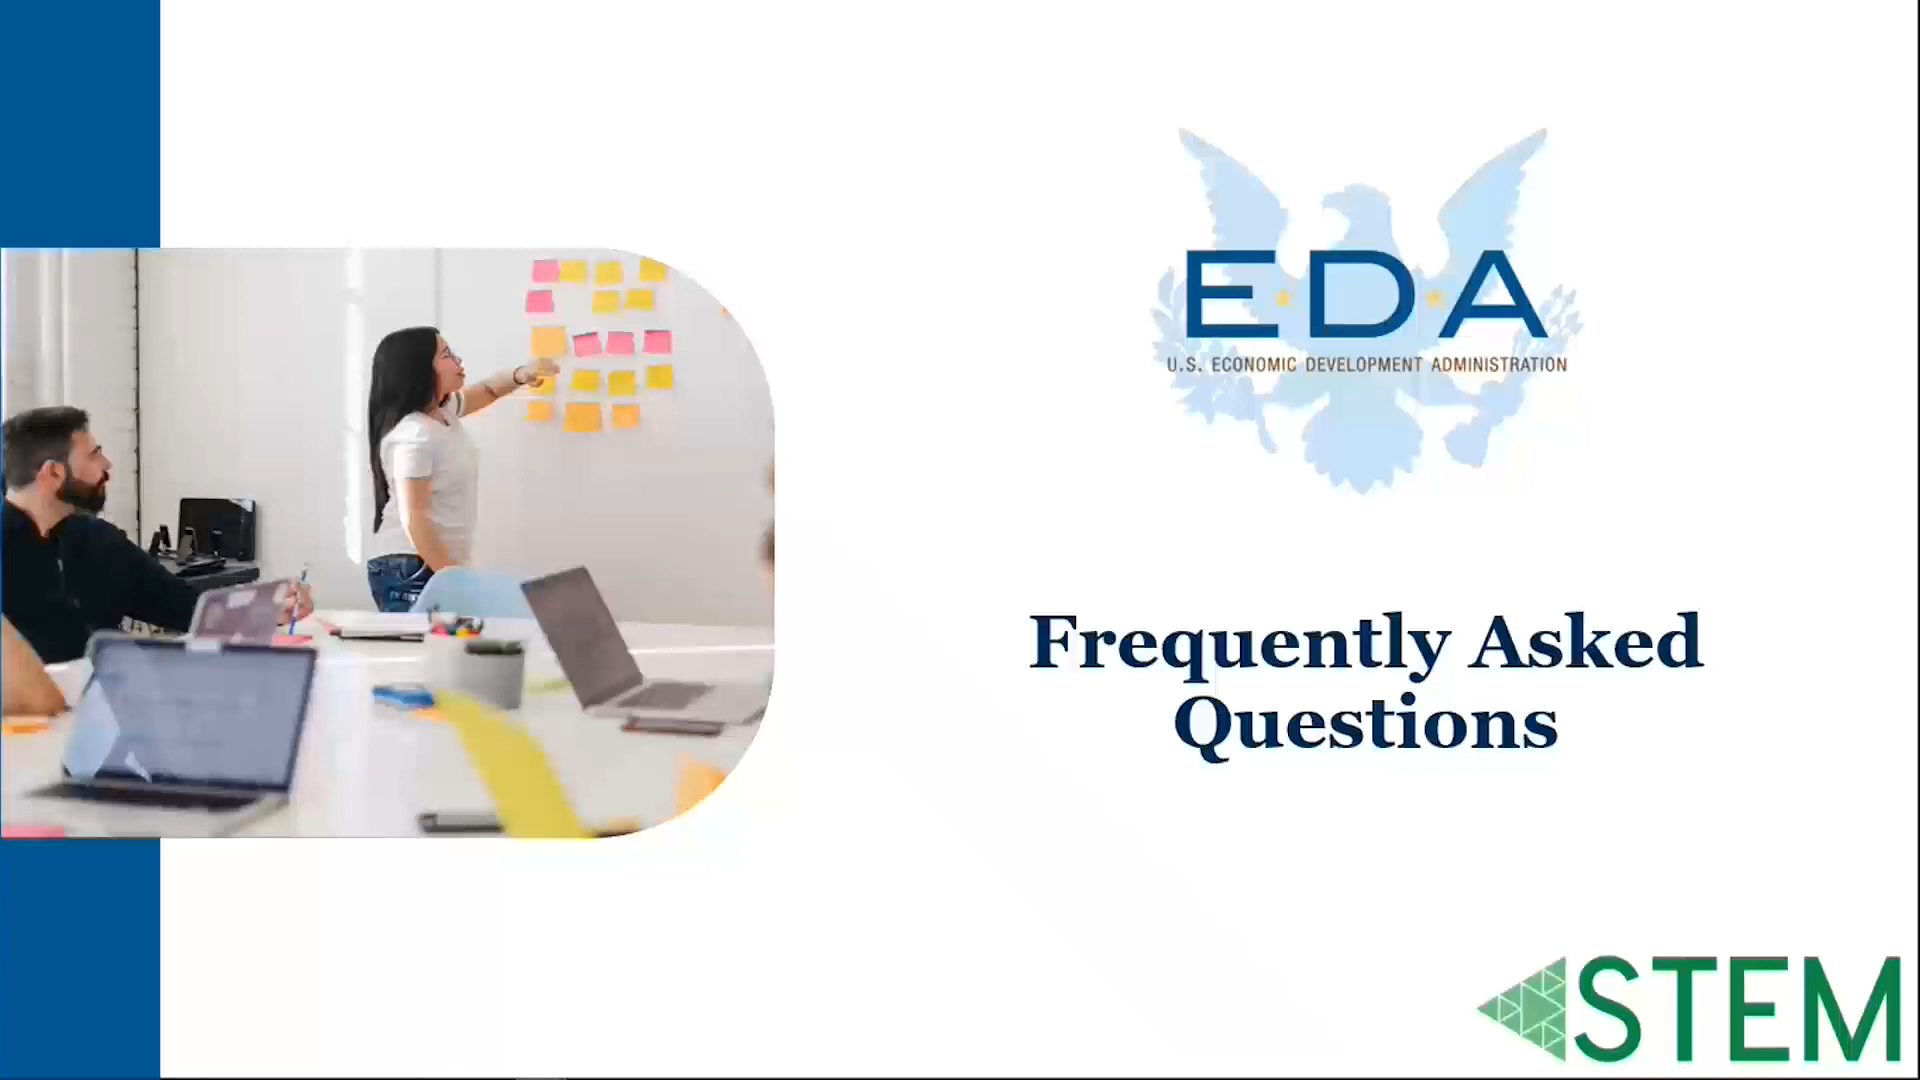 E★D★A
U.S. ECONOMIC DEVELOPMENT ADMINISTRATION
Frequently Asked
Questions
STEM